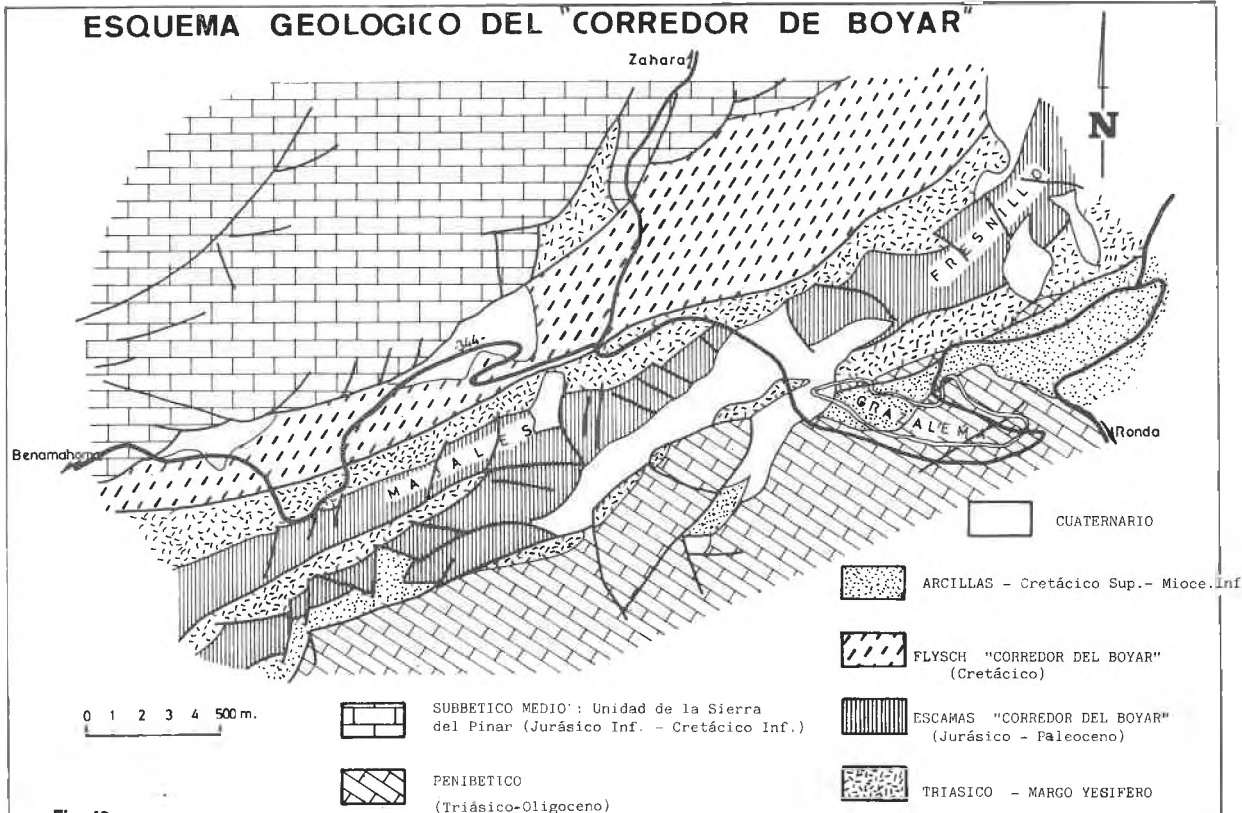 ESQUEMA GEOLOGICO DEL "CORREDOR DE BOYAR"
Zahara
N
FRESNILLO
344
MAJALES
GRAZALEMA
Benamahoma
Ronda
CUATERNARIO
ARCILLAS - Cretácico Sup.- Mioce.Inf
FLYSCH "CORREDOR DEL BOYAR"
(Cretácico)
0 1 2 3 4 500 m.
SUBBETICO MEDIO : Unidad de la Sierra
del Pinar (Jurásico Inf. - Cretácico Inf.)
ESCAMAS "CORREDOR DEL BOYAR"
(Jurásico - Paleoceno)
PENIBETICO
(Triásico-Oligoceno)
TRIASICO - MARGO YESIFERO